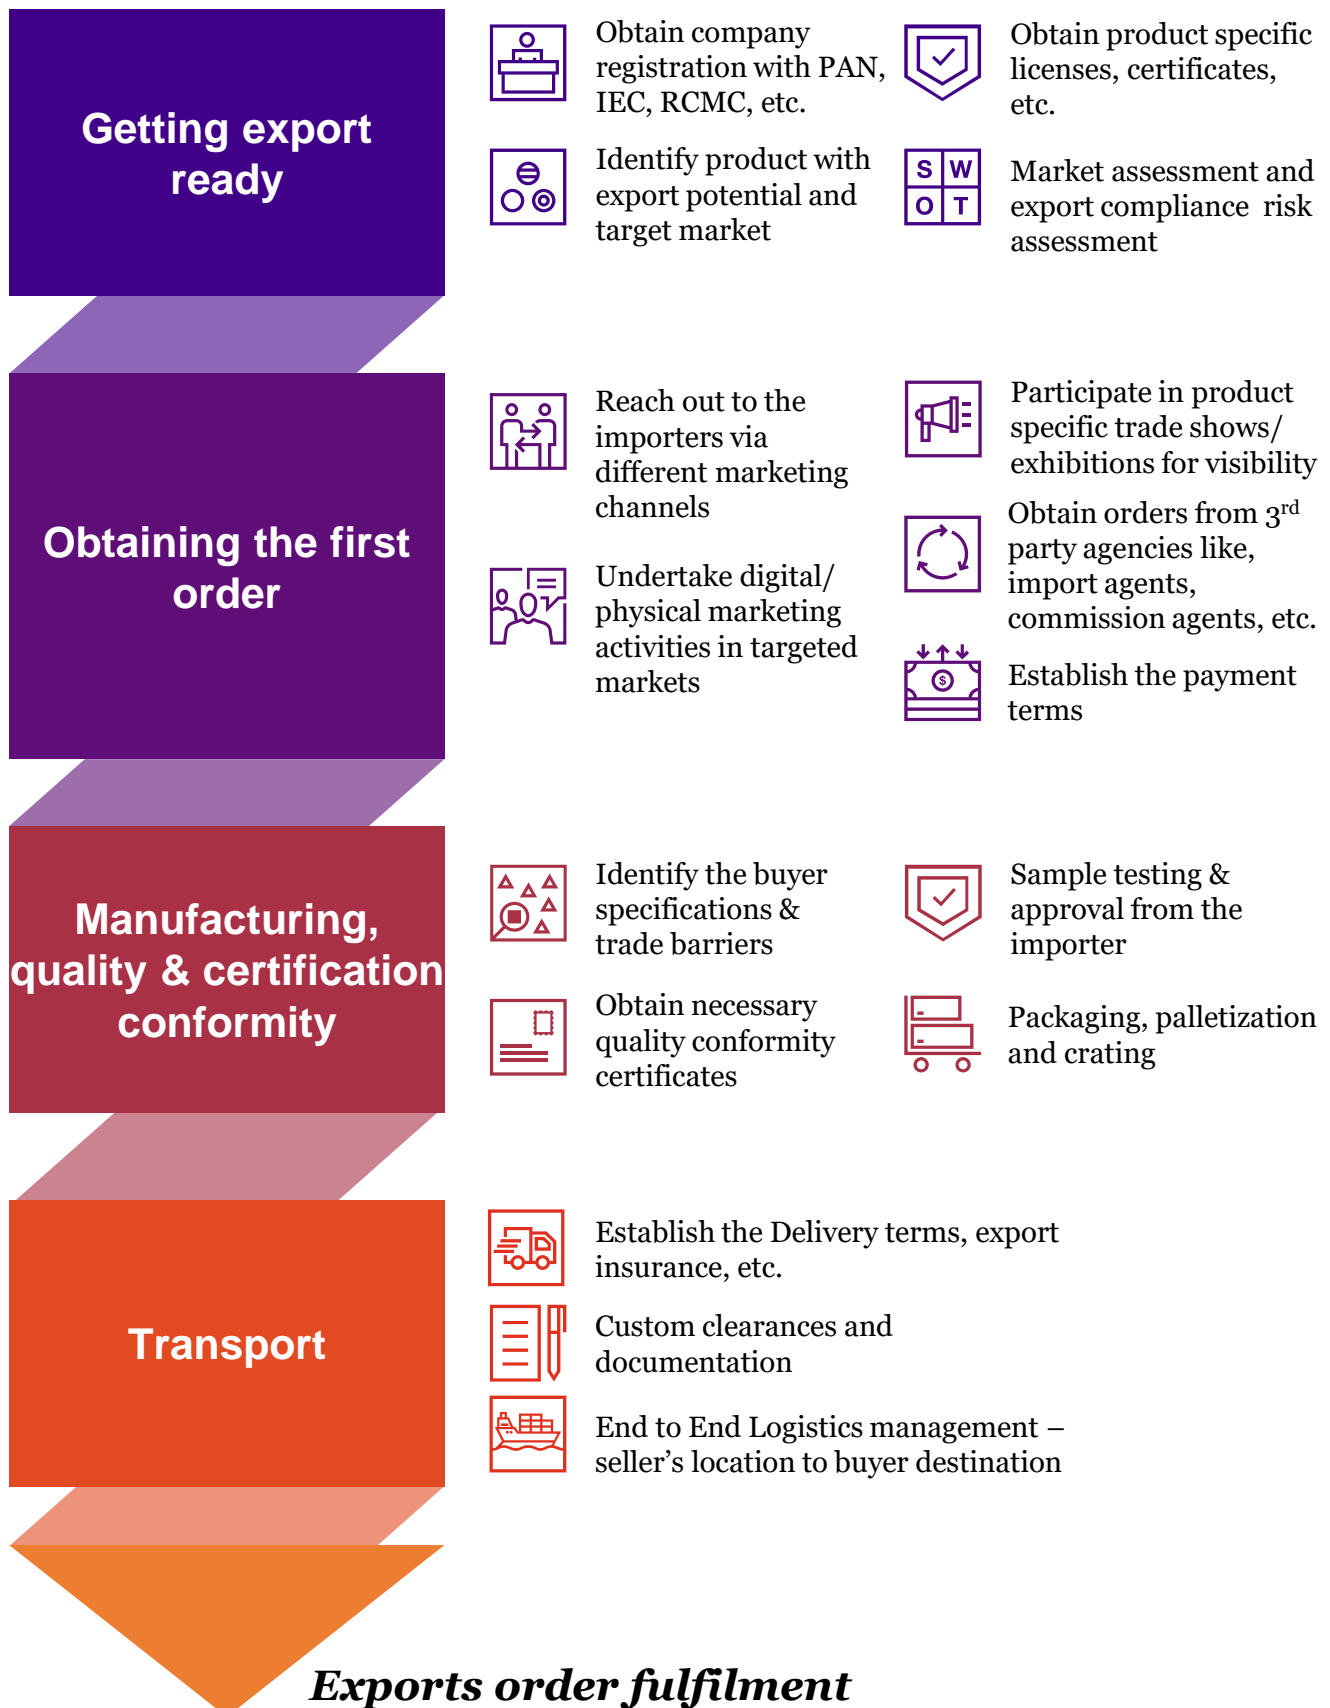 Getting export
ready
Obtain company
registration with PAN,
IEC, RCMC, etc.
Obtain product specific
licenses, certificates,
etc.
Identify product with
export potential and
target market
S W
O T
Market assessment and
export compliance risk
assessment
Obtaining the first
order
Reach out to the
importers via
different marketing
channels
Participate in product
specific trade shows/
exhibitions for visibility
Undertake digital/
physical marketing
activities in targeted
markets
Obtain orders from 3rd
party agencies like,
import agents,
commission agents, etc.
$
Establish the payment
terms
Manufacturing,
quality & certification
conformity
Identify the buyer
specifications &
trade barriers
Sample testing &
approval from the
importer
Obtain necessary
quality conformity
certificates
Packaging, palletization
and crating
Transport
Establish the Delivery terms, export
insurance, etc.
Custom clearances and
documentation
End to End Logistics management –
seller’s location to buyer destination
Exports order fulfilment